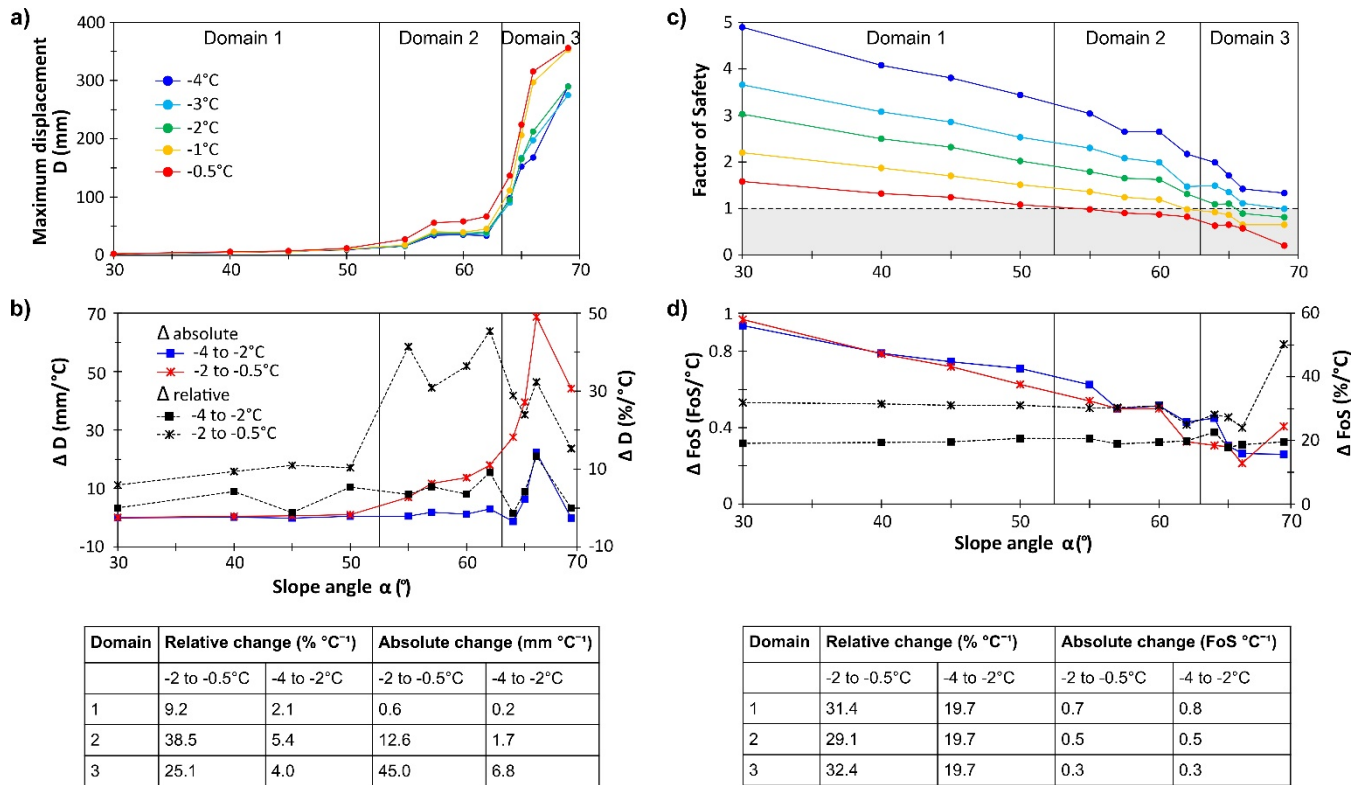 a)
400
300
200
100
0
Maximum displacement
D (mm)
Domain 1
Domain 2
Domain 3
-4°C
-3°C
-2°C
-1°C
-0.5°C
30
40
50
60
70
b)
70
50
30
10
-10
Δ D (mm/°C)
Δ absolute
-4 to -2°C
-2 to -0.5°C
Δ relative
-4 to -2°C
-2 to -0.5°C
50
40
30
20
10
0
-10
Δ D (%/°C)
30
40
50
60
70
Slope angle α (°)
Domain Relative change (% °C⁻¹) Absolute change (mm °C⁻¹)
-2 to -0.5°C -4 to -2°C -2 to -0.5°C -4 to -2°C
1 9.2 2.1 0.6 0.2
2 38.5 5.4 12.6 1.7
3 25.1 4.0 45.0 6.8
c)
5
4
3
2
1
0
Factor of Safety
Domain 1
Domain 2
Domain 3
30
40
50
60
70
d)
1
0.8
0.6
0.4
0.2
0
Δ FoS (FoS/°C)
60
50
40
30
20
10
0
Δ FoS (%/°C)
30
40
50
60
70
Slope angle α (°)
Domain Relative change (% °C⁻¹) Absolute change (FoS °C⁻¹)
-2 to -0.5°C -4 to -2°C -2 to -0.5°C -4 to -2°C
1 31.4 19.7 0.7 0.8
2 29.1 19.7 0.5 0.5
3 32.4 19.7 0.3 0.3